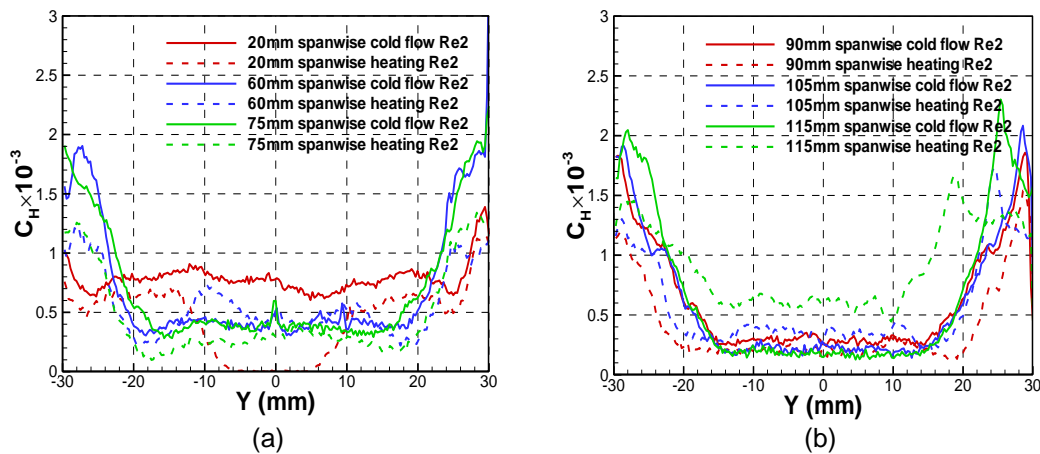 3
2.5
2
1.5
1
0.5
0
C_H×10^-3
20mm spanwise cold flow Re2
20mm spanwise heating Re2
60mm spanwise cold flow Re2
60mm spanwise heating Re2
75mm spanwise cold flow Re2
75mm spanwise heating Re2
-30 -20 -10 0 10 20 30
Y (mm)
(a)
3
2.5
2
1.5
1
0.5
0
C_H×10^-3
90mm spanwise cold flow Re2
90mm spanwise heating Re2
105mm spanwise cold flow Re2
105mm spanwise heating Re2
115mm spanwise cold flow Re2
115mm spanwise heating Re2
-30 -20 -10 0 10 20 30
Y (mm)
(b)